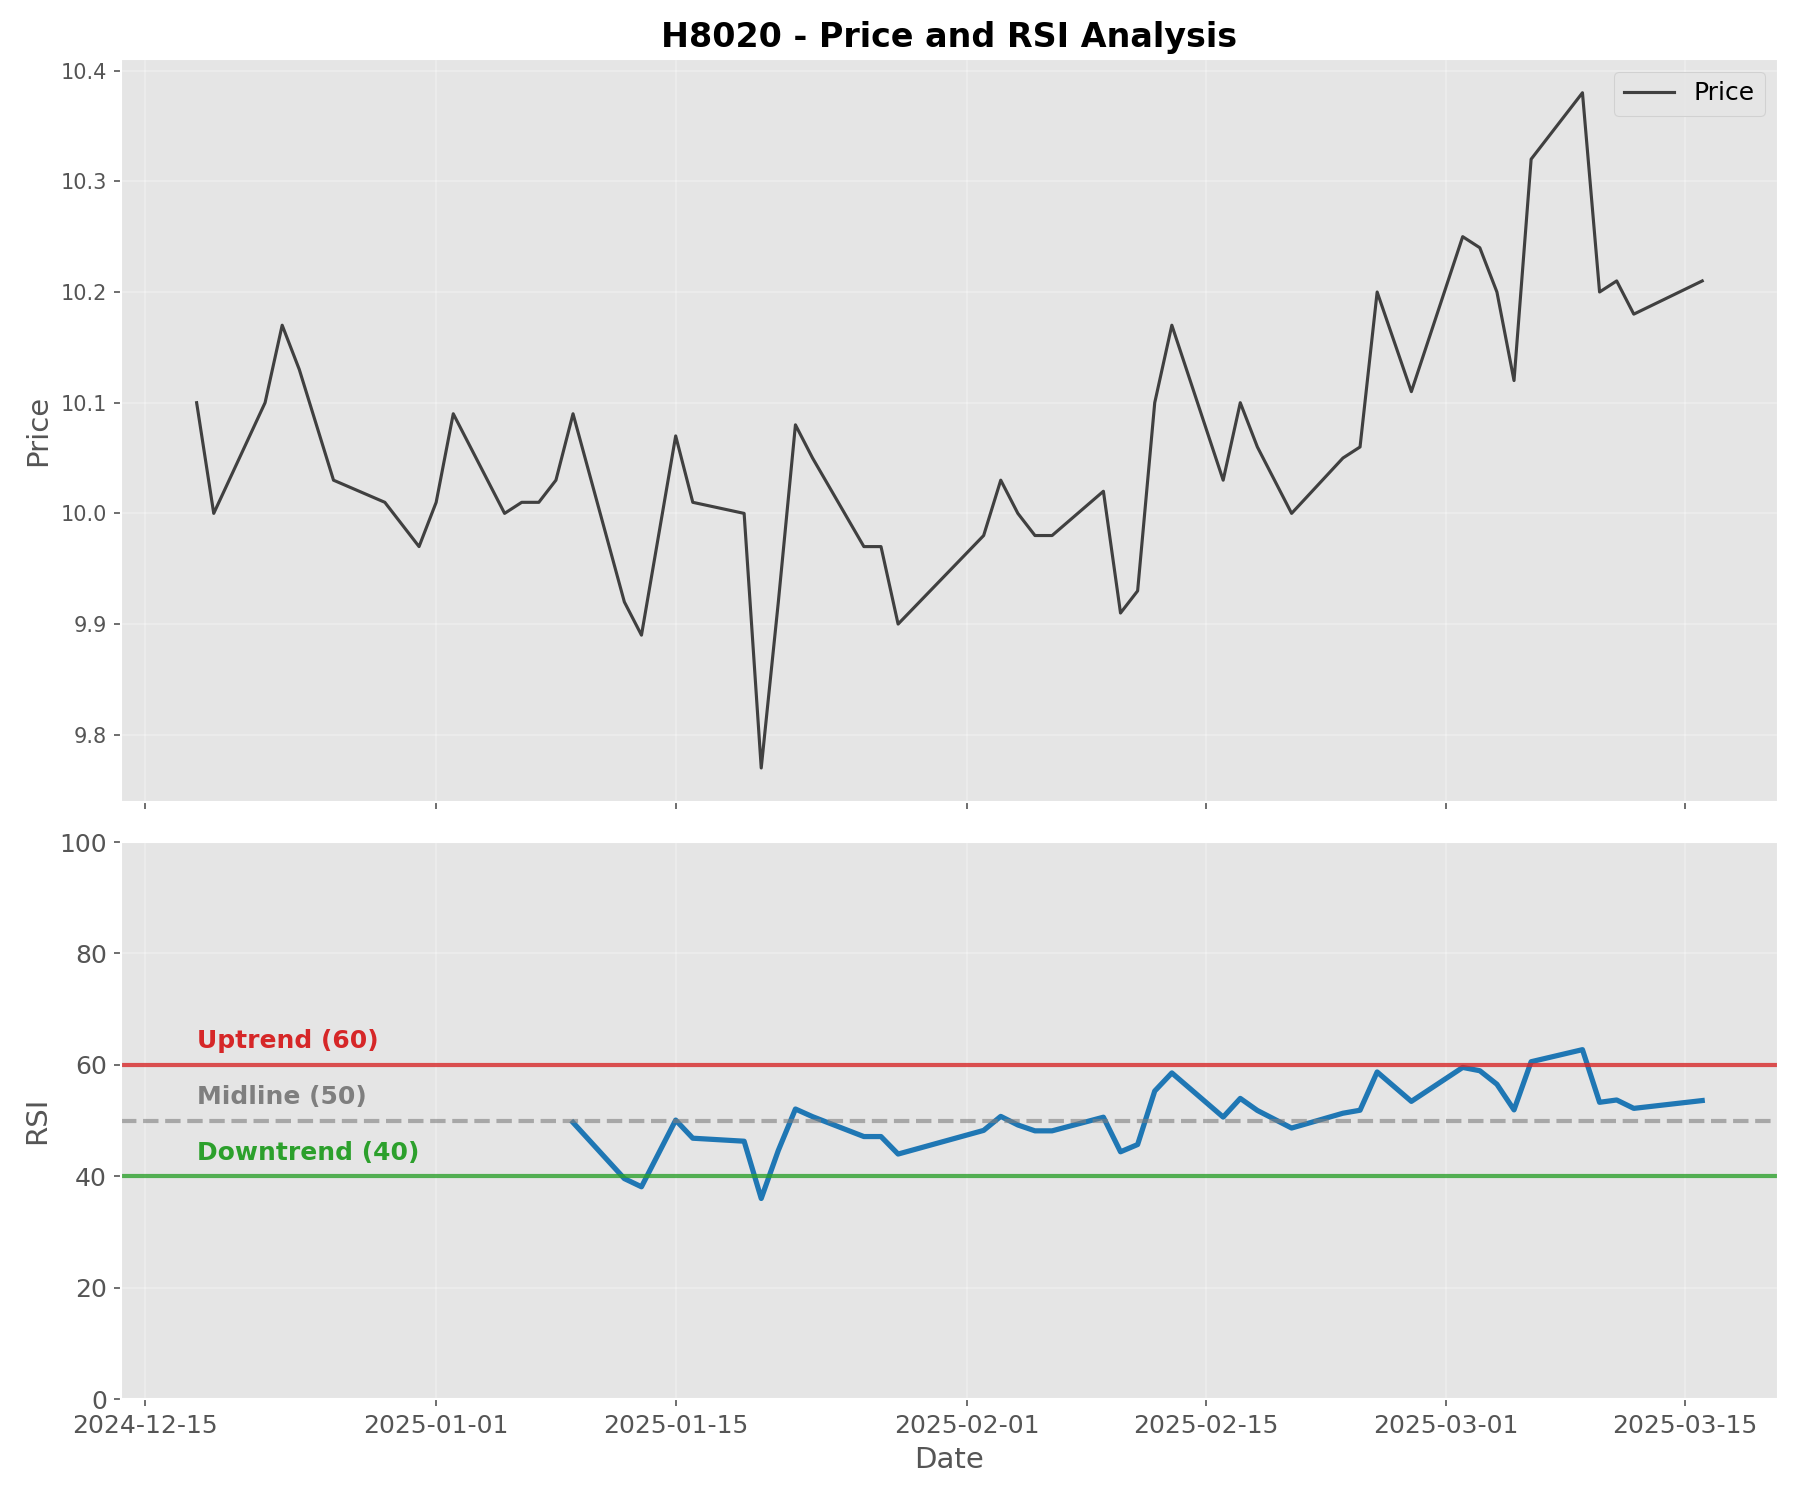 H8020 - Price and RSI Analysis
10.4
10.3
10.2
10.1
10.0
9.9
9.8
Price
Price
100
80
60
40
20
0
RSI
Uptrend (60)
Midline (50)
Downtrend (40)
2024-12-15 2025-01-01 2025-01-15 2025-02-01 2025-02-15 2025-03-01 2025-03-15
Date